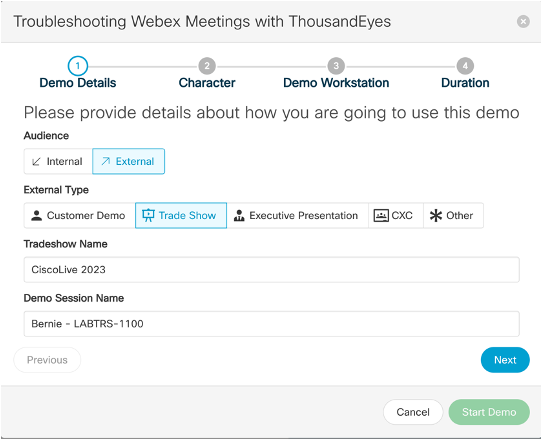 Troubleshooting Webex Meetings with ThousandEyes
1 2 3 4
Demo Details Character Demo Workstation Duration
Please provide details about how you are going to use this demo
Audience
Internal External
External Type
Customer Demo Trade Show Executive Presentation CXC Other
Tradeshow Name
CiscoLive 2023
Demo Session Name
Bernie - LABTRS-1100
Previous Next
Cancel Start Demo